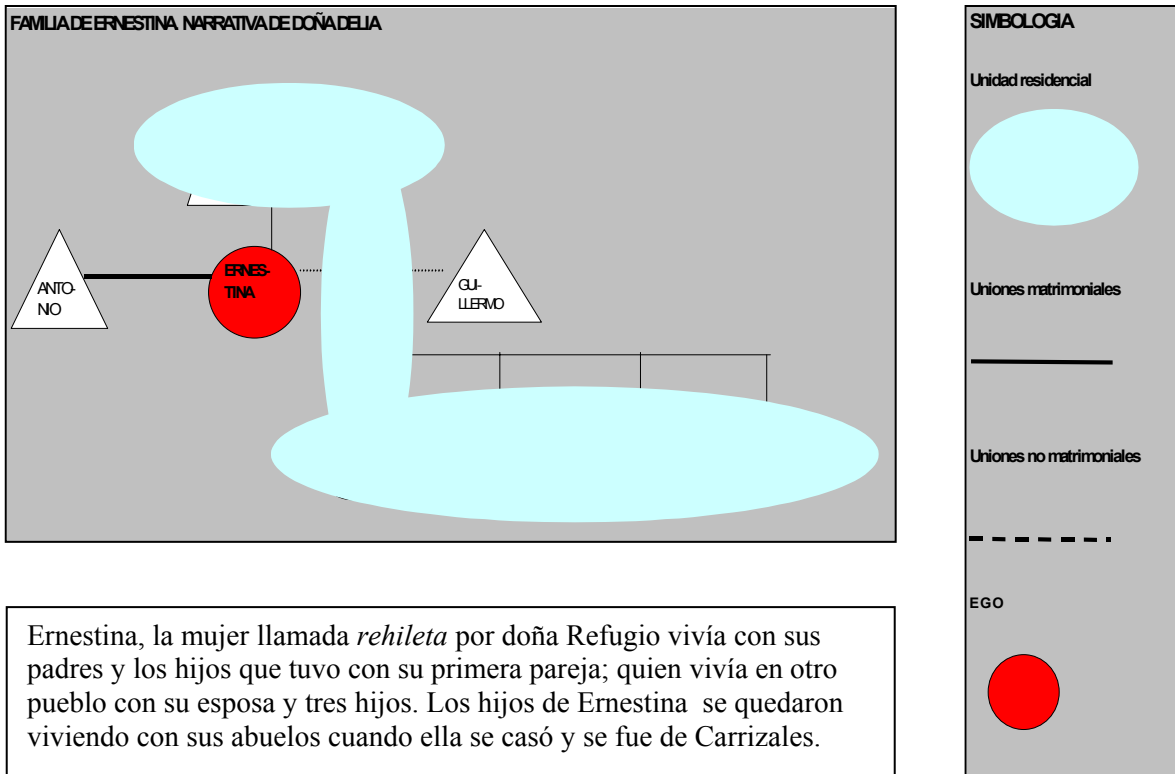 FAMILIA DE ERNESTINA NARRATIVA DE DOÑA DELIA
ANTO-
NIO
ERNES-
TINA
GUI-
LLERMO
Ernestina, la mujer llamada rehileta por doña Refugio vivía con sus
padres y los hijos que tuvo con su primera pareja; quien vivía en otro
pueblo con su esposa y tres hijos. Los hijos de Ernestina se quedaron
viviendo con sus abuelos cuando ella se casó y se fue de Carrizales.
SIMBOLOGIA
Unidad residencial
Uniones matrimoniales
Uniones no matrimoniales
EGO